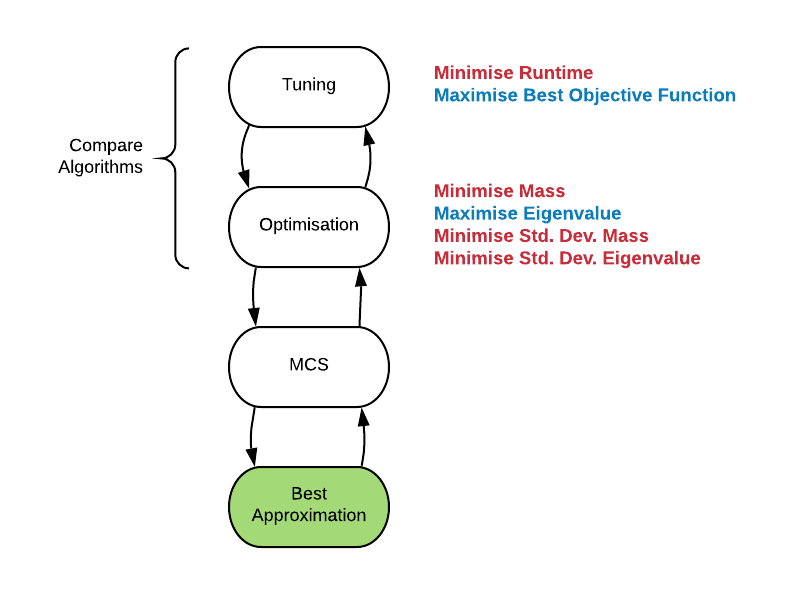 Tuning
Minimise Runtime
Maximise Best Objective Function
Compare
Algorithms
Optimisation
Minimise Mass
Maximise Eigenvalue
Minimise Std. Dev. Mass
Minimise Std. Dev. Eigenvalue
MCS
Best
Approximation